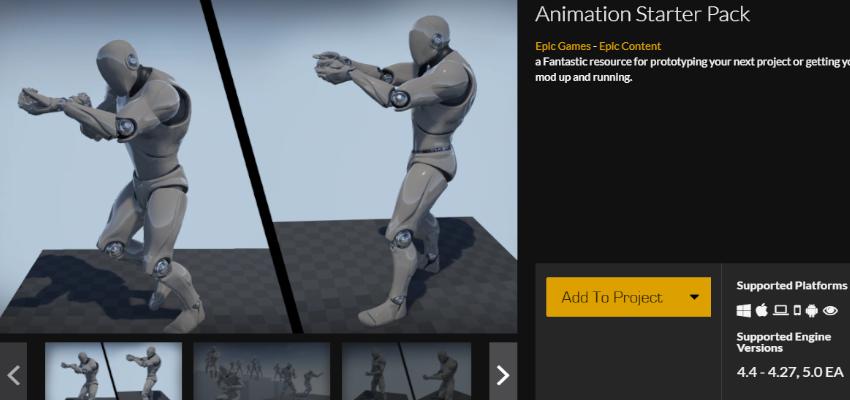 Animation Starter Pack
Epic Games - Epic Content
a Fantastic resource for prototyping your next project or getting
mod up and running.
Add To Project
Supported Platforms
Supported Engine
Versions
4.4 - 4.27, 5.0 EA